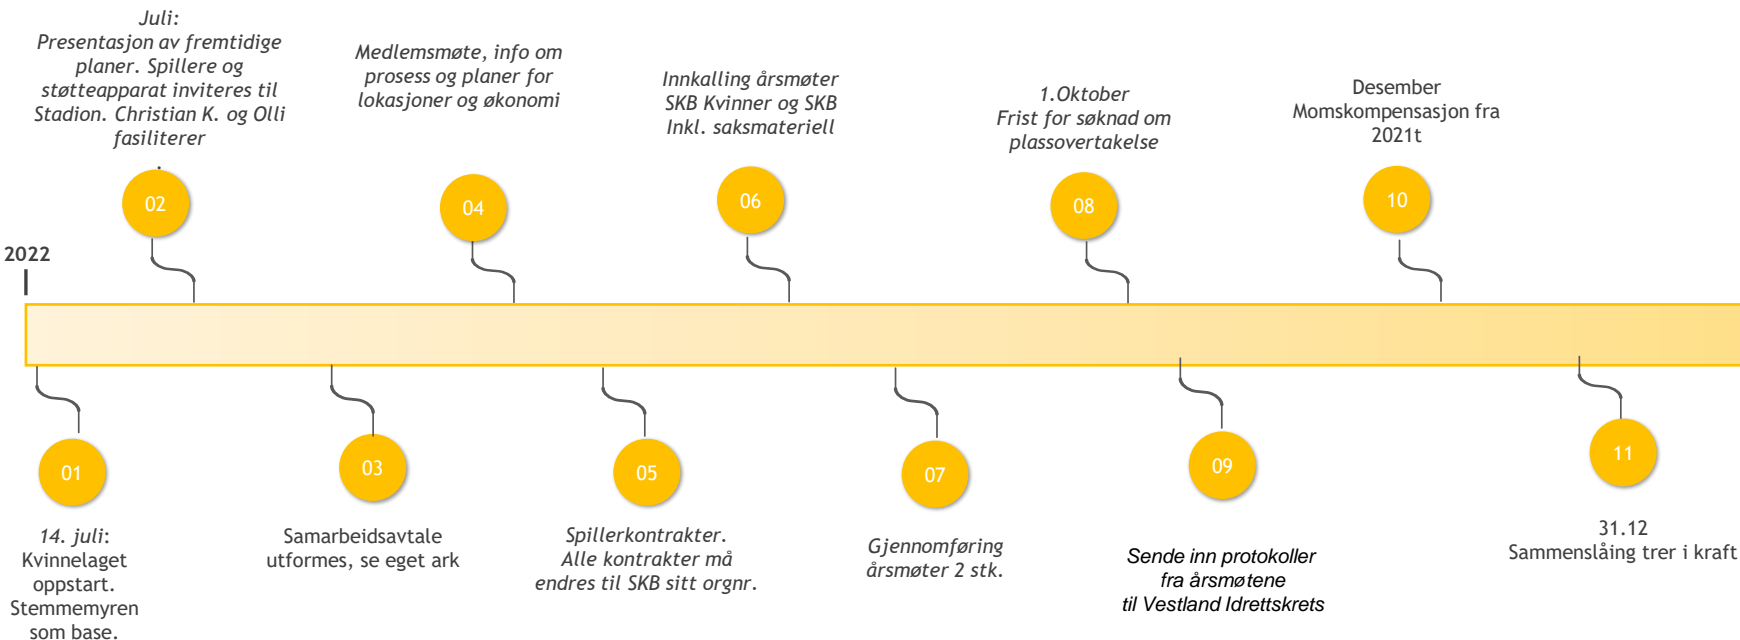 Juli:
Presentasjon av fremtidige
planer. Spillere og
støtteapparat inviteres til
Stadion. Christian K. og Olli
fasiliterer
.
Medlemsmøte, info om
prosess og planer for
lokasjoner og økonomi
Innkalling årsmøter
SKB Kvinner og SKB
Inkl. saksmateriell
1.Oktober
Frist for søknad om
plassovertakelse
Desember
Momskompensasjon fra
2021t
02
04
06
08
10
2022
01
03
05
07
09
11
14. juli:
Kvinnelaget
oppstart.
Stemmemyren
som base.
Samarbeidsavtale
utformes, se eget ark
Spillerkontrakter.
Alle kontrakter må
endres til SKB sitt orgnr.
Gjennomføring
årsmøter 2 stk.
Sende inn protokoller
fra årsmøtene
til Vestland Idrettskrets
31.12
Sammenslåing trer i kraft